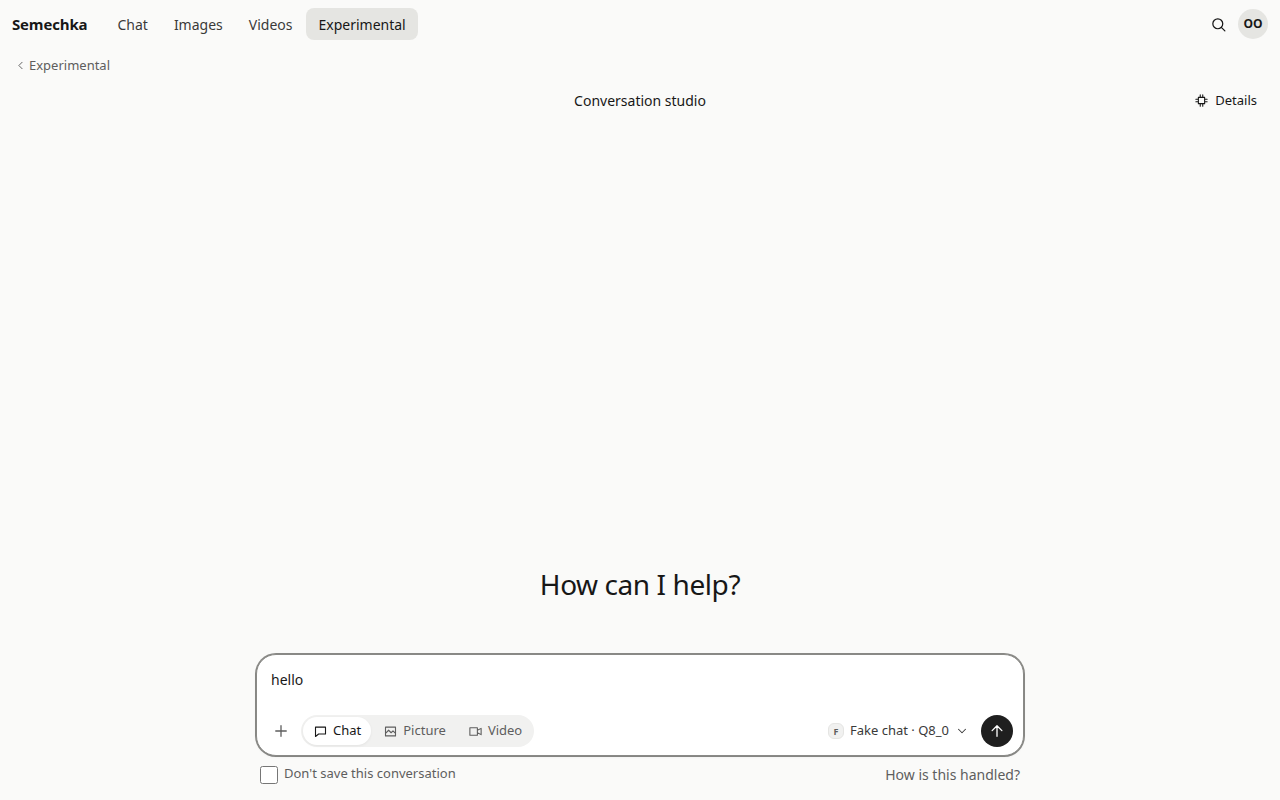 Semechka Chat Images Videos Experimental OO
Experimental
Conversation studio Details
How can I help?
hello
Chat Picture Video F Fake chat · Q8_0
Don't save this conversation How is this handled?